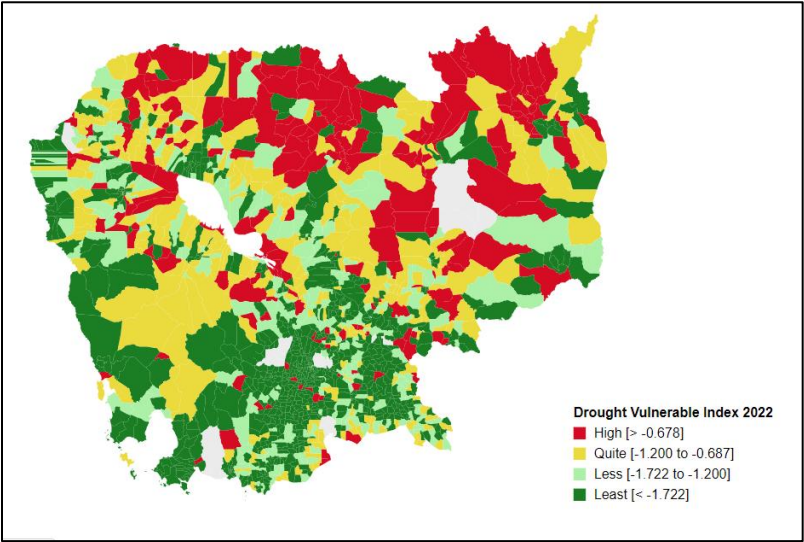 Drought Vulnerable Index 2022
High [> -0.678]
Quite [-1.200 to -0.687]
Less [-1.722 to -1.200]
Least [< -1.722]